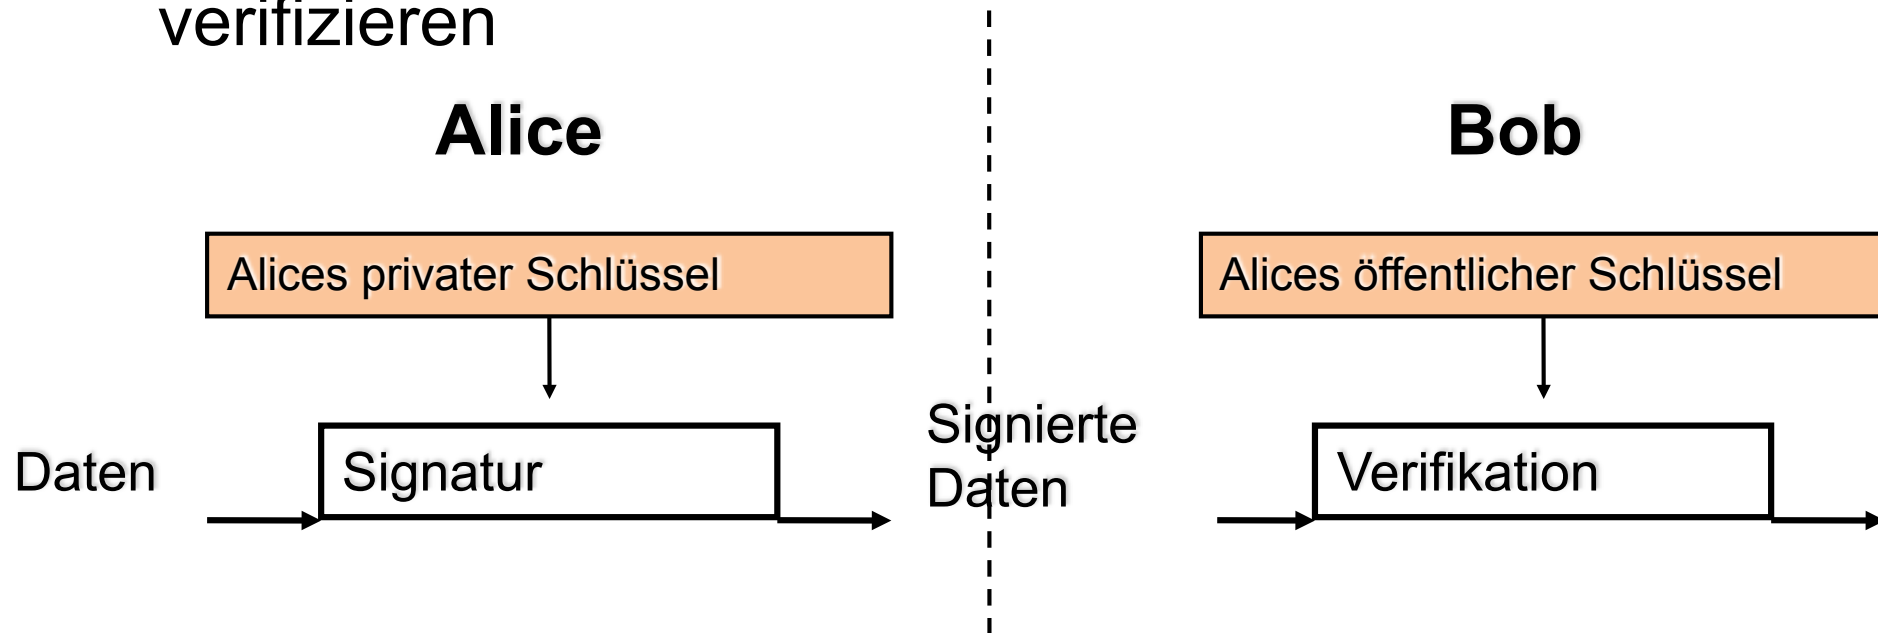 verifizieren
Alice
Bob
Alices privater Schlüssel
Alices öffentlicher Schlüssel
Daten
Signatur
Signierte
Daten
Verifikation